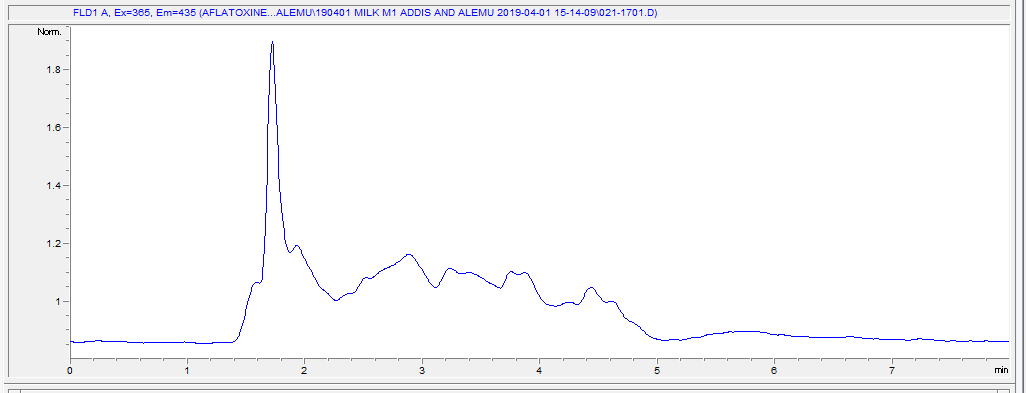 FLD1 A, Ex=365, Em=435 (AFLATOXINE...ALEMU\190401 MILK M1 ADDIS AND ALEMU 2019-04-01 15-14-09\021-1701.D)
Norm.
1.8
1.6
1.4
1.2
1
0 1 2 3 4 5 6 7 min